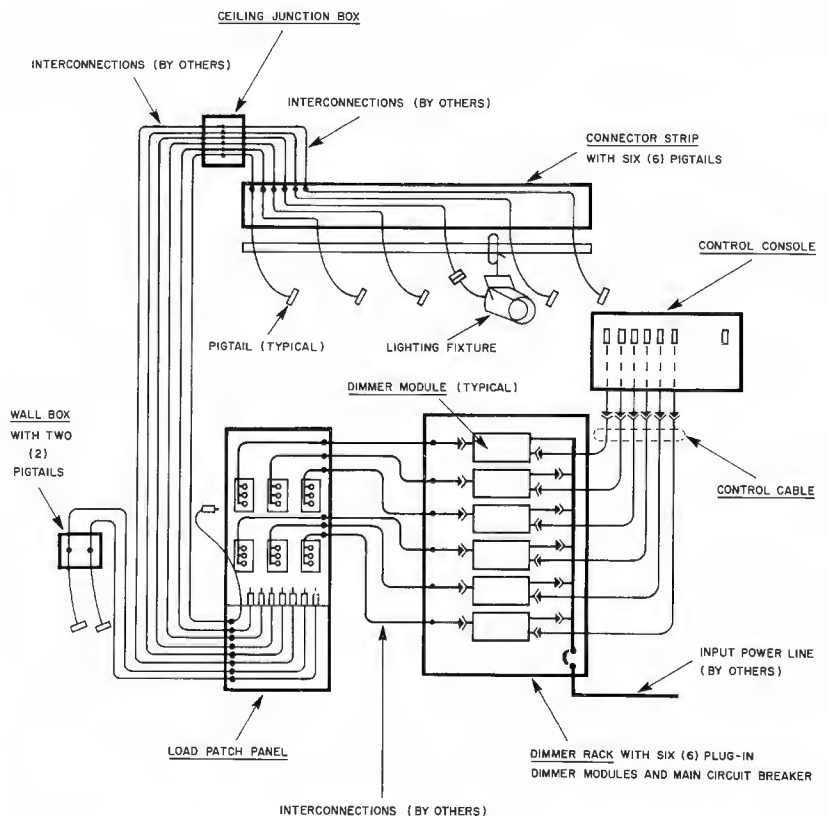 CEILING JUNCTION BOX
INTERCONNECTIONS (BY OTHERS)
INTERCONNECTIONS (BY OTHERS)
CONNECTOR STRIP
WITH SIX (6) PIGTAILS
CONTROL CONSOLE
PIGTAIL (TYPICAL)
LIGHTING FIXTURE
DIMMER MODULE (TYPICAL)
WALL BOX
WITH TWO
(2)
PIGTAILS
CONTROL CABLE
INPUT POWER LINE
(BY OTHERS)
LOAD PATCH PANEL
DIMMER RACK WITH SIX (6) PLUG-IN
DIMMER MODULES AND MAIN CIRCUIT BREAKER
INTERCONNECTIONS (BY OTHERS)